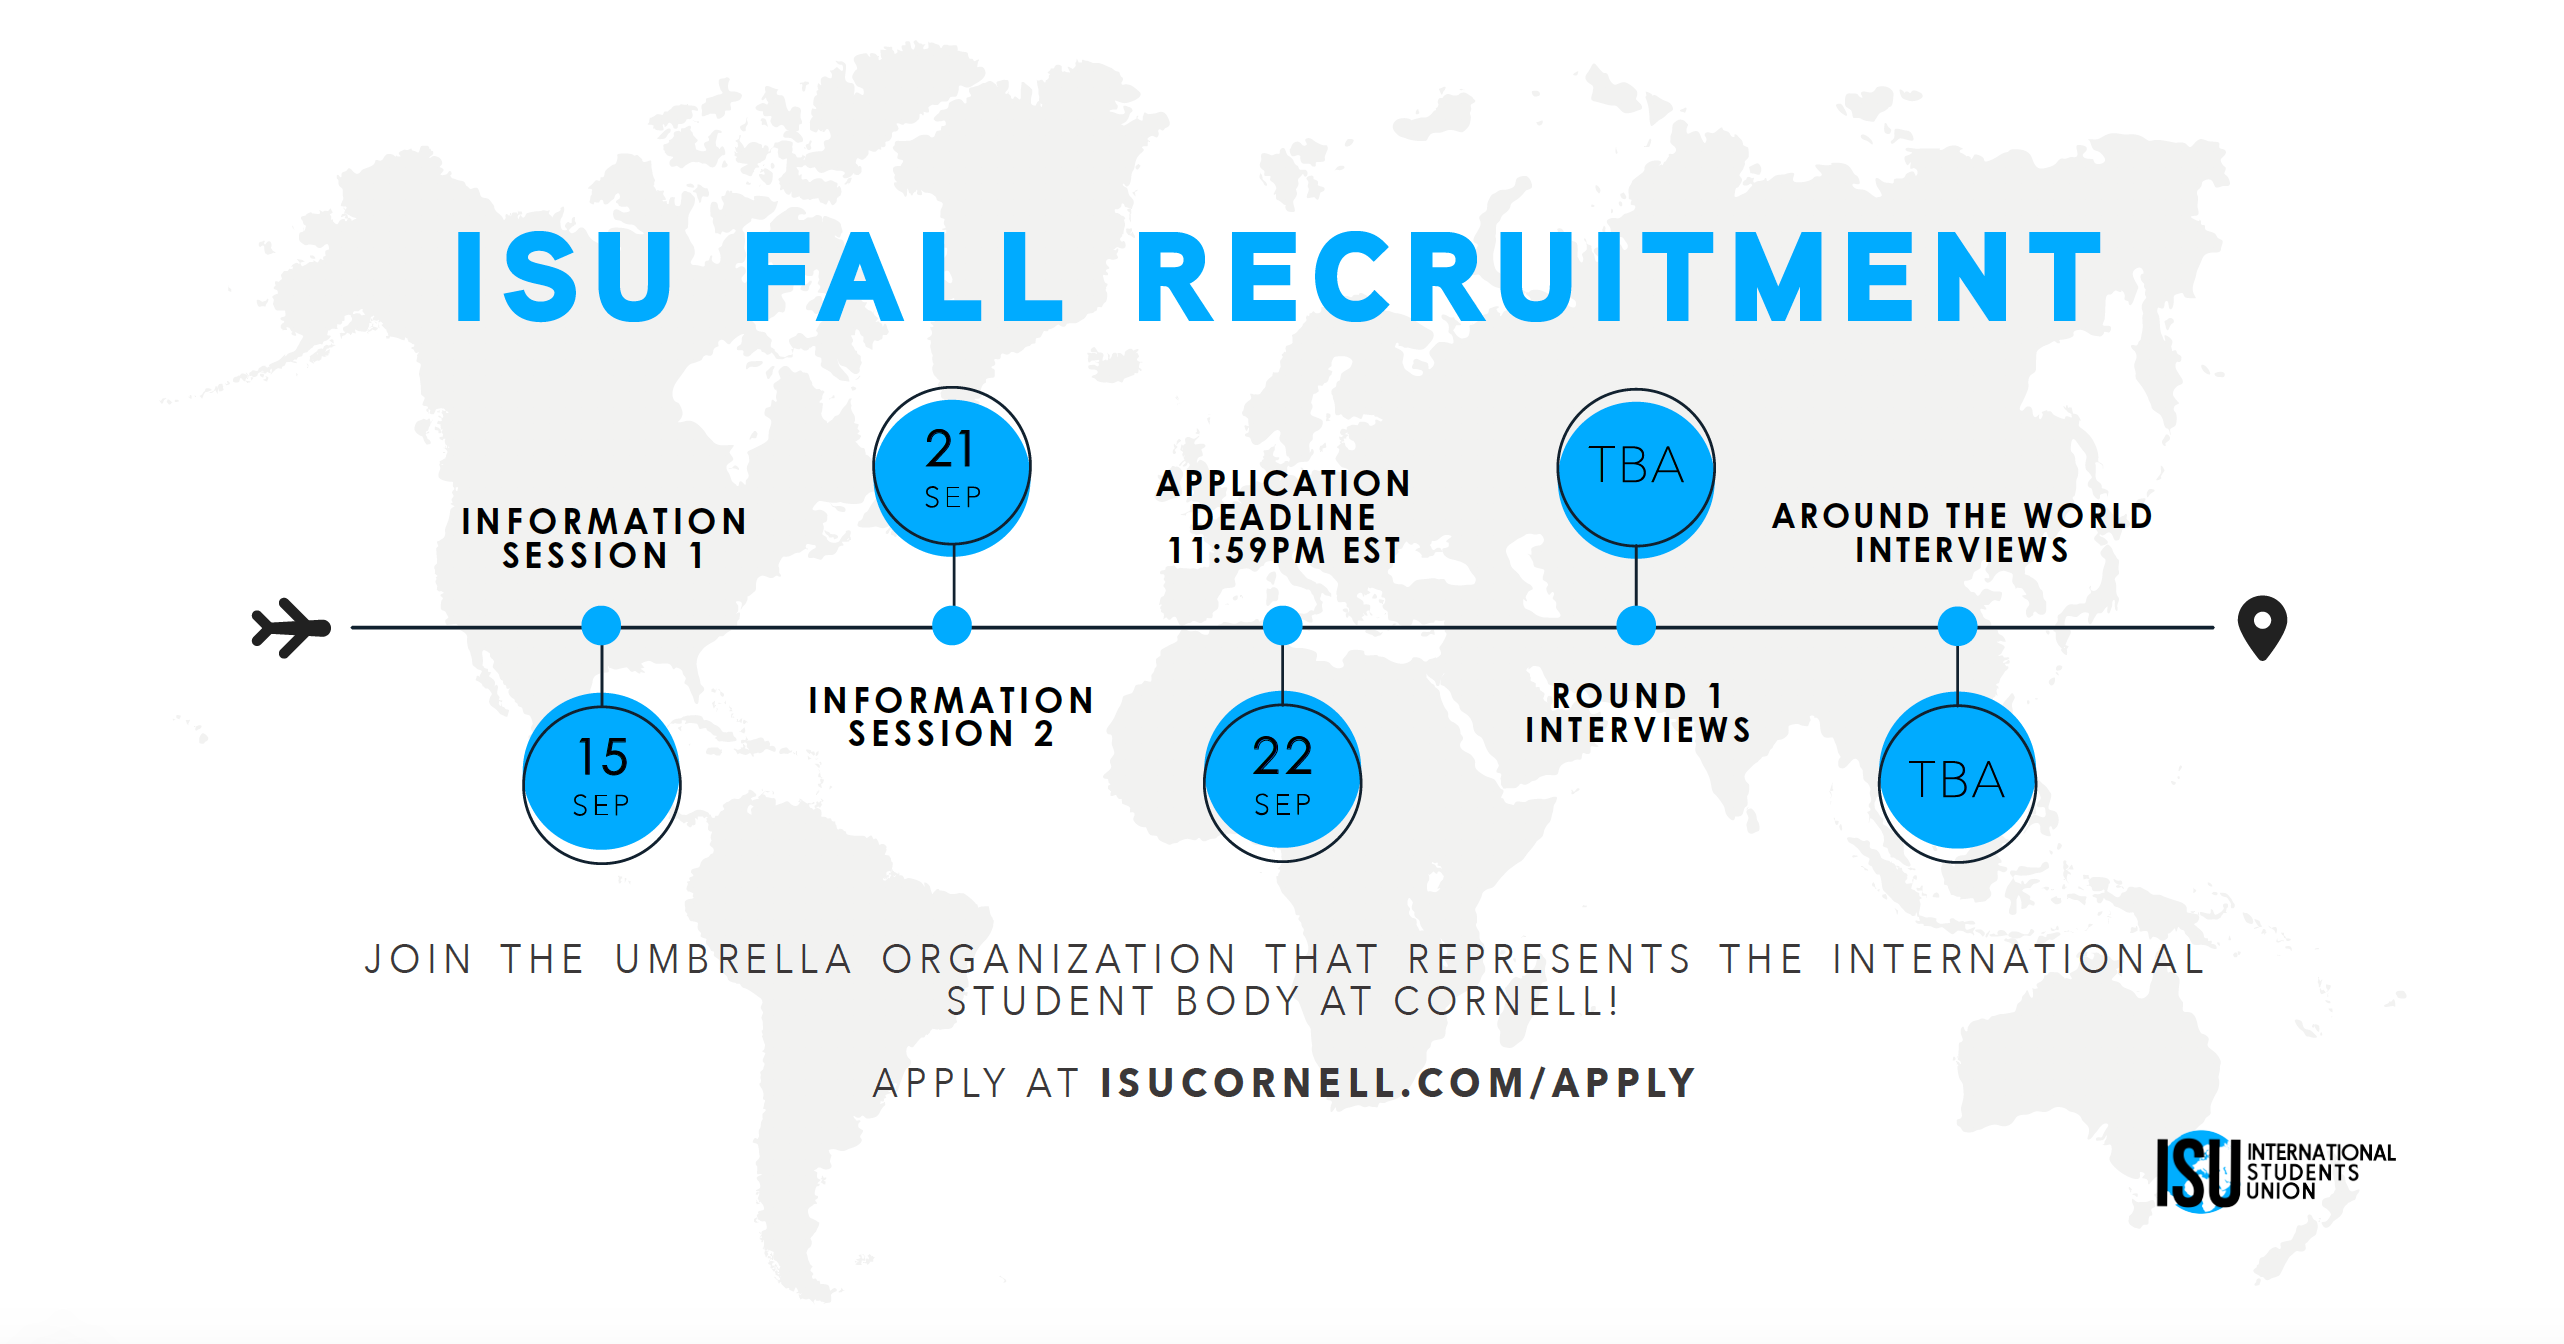 ISU FALL RECRUITMENT
INFORMATION
SESSION 1
15
SEP
21
SEP
INFORMATION
SESSION 2
APPLICATION
DEADLINE
11:59PM EST
22
SEP
TBA
ROUND 1
INTERVIEWS
AROUND THE WORLD
INTERVIEWS
TBA
JOIN THE UMBRELLA ORGANIZATION THAT REPRESENTS THE INTERNATIONAL
STUDENT BODY AT CORNELL!
APPLY AT ISUCORNELL.COM/APPLY
ISU
INTERNATIONAL
STUDENTS
UNION